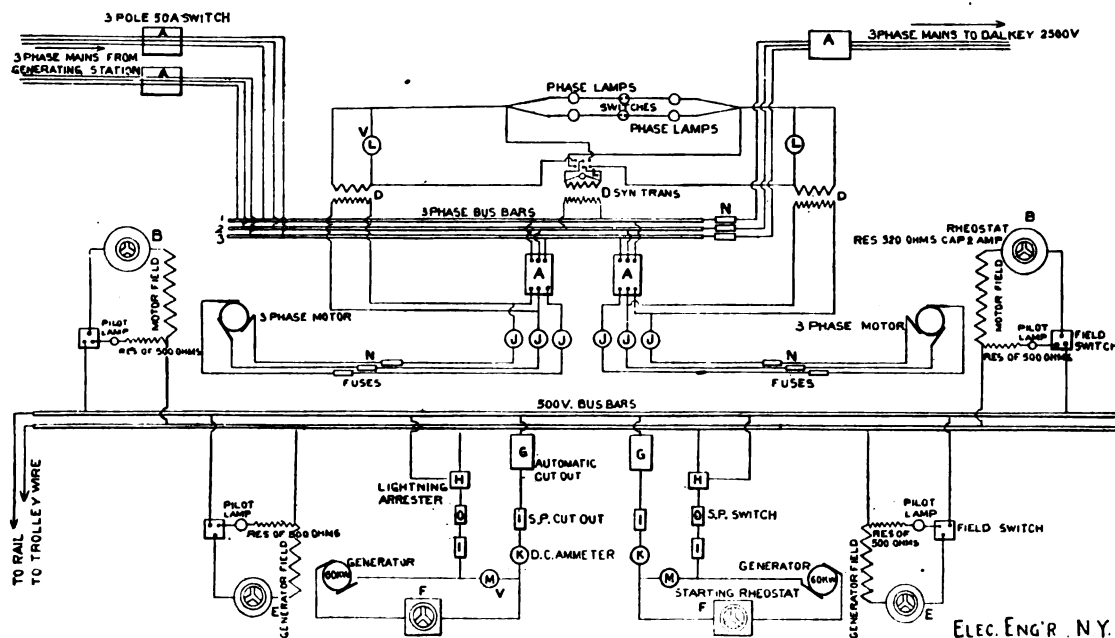 3 POLE 50A SWITCH
A
3 PHASE MAINS FROM
GENERATING STATION
A
A
3PHASE MAINS TO DALKEY 2500V
PHASE LAMPS
SWITCHES
PHASE LAMPS
V
L
L
D
D SYN TRANS
D
1
2
3
3 PHASE BUS BARS
N
B
MOTOR FIELD
PILOT
LAMP
RES OF 500 OHMS
3 PHASE MOTOR
A
A
J
J
J
J
J
J
N
FUSES
N
FUSES
3 PHASE MOTOR
B
RHEOSTAT
RES 320 OHMS CAP 2 AMP
MOTOR FIELD
PILOT
LAMP
RES OF 500 OHMS
FIELD
SWITCH
500V. BUS BARS
TO RAIL
TO TROLLEY WIRE
PILOT
LAMP
RES OF 500 OHMS
GENERATOR FIELD
E
LIGHTNING
ARRESTER
H
O
I
G
AUTOMATIC
CUT OUT
I
S.P. CUT OUT
K
D.C. AMMETER
GENERATOR
60KW
M
V
F
G
I
K
H
O
S.P. SWITCH
I
M
GENERATOR
60KW
STARTING RHEOSTAT
F
GENERATOR FIELD
PILOT
LAMP
RES OF
500 OHMS
FIELD SWITCH
E
ELEC. ENG'R. N.Y.